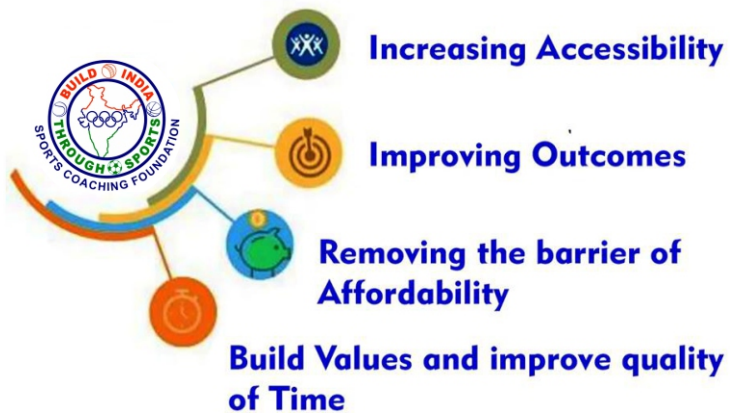 BUILD INDIA
THROUGH SPORTS
SPORTS COACHING FOUNDATION
Increasing Accessibility
Improving Outcomes
Removing the barrier of
Affordability
Build Values and improve quality
of Time